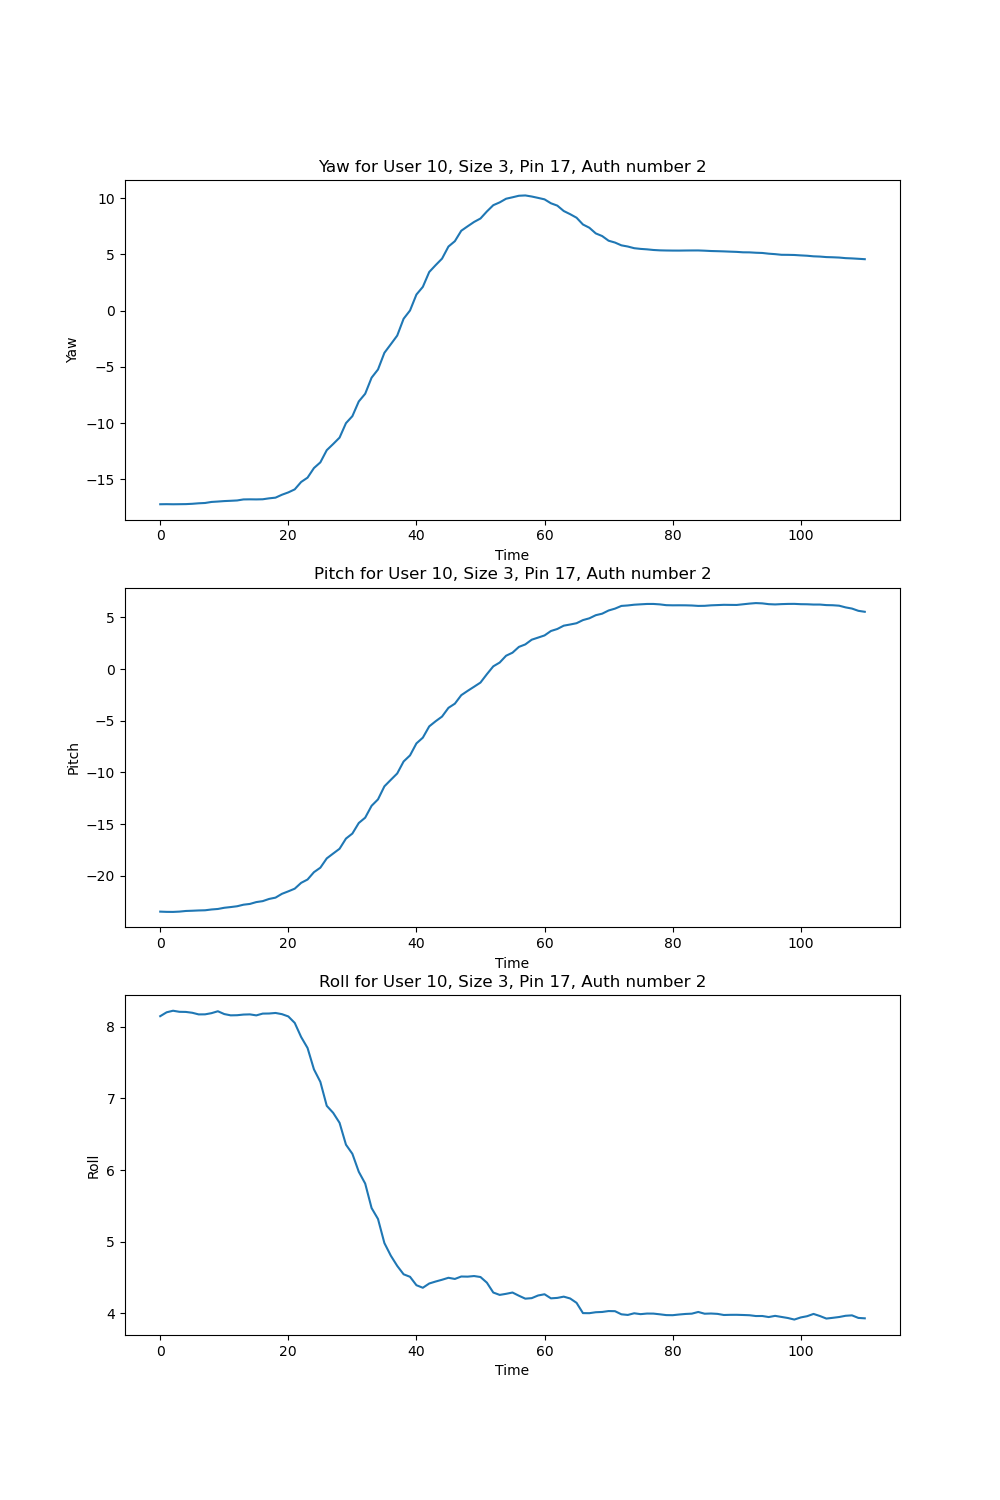 Yaw for User 10, Size 3, Pin 17, Auth number 2
10
5
0
−5
−10
−15
Yaw
0 20 40 60 80 100
Time
Pitch for User 10, Size 3, Pin 17, Auth number 2
5
0
−5
−10
−15
−20
Pitch
0 20 40 60 80 100
Time
Roll for User 10, Size 3, Pin 17, Auth number 2
8
7
6
5
4
Roll
0 20 40 60 80 100
Time